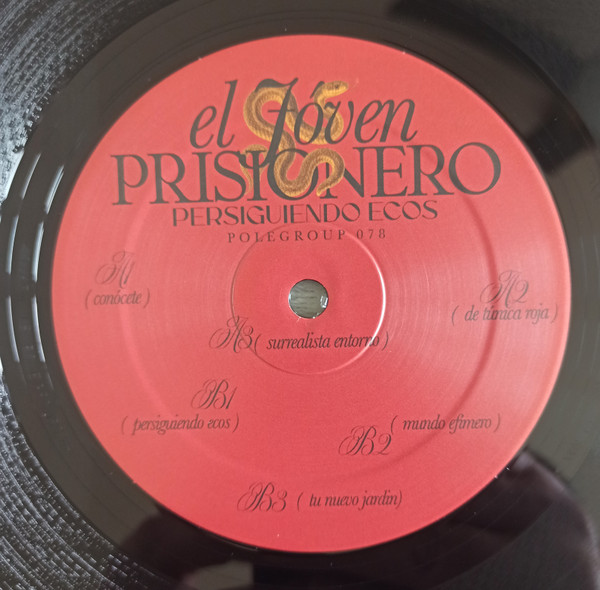 el Jóven
PRISIONERO
PERSIGUIENDO ECOS
POLEGROUP 078
A1
( conócete )
A2
( de túnica roja )
A3 ( surrealista entorno )
B1
( persiguiendo ecos )
B2 ( mundo efímero )
B3 ( tu nuevo jardín)